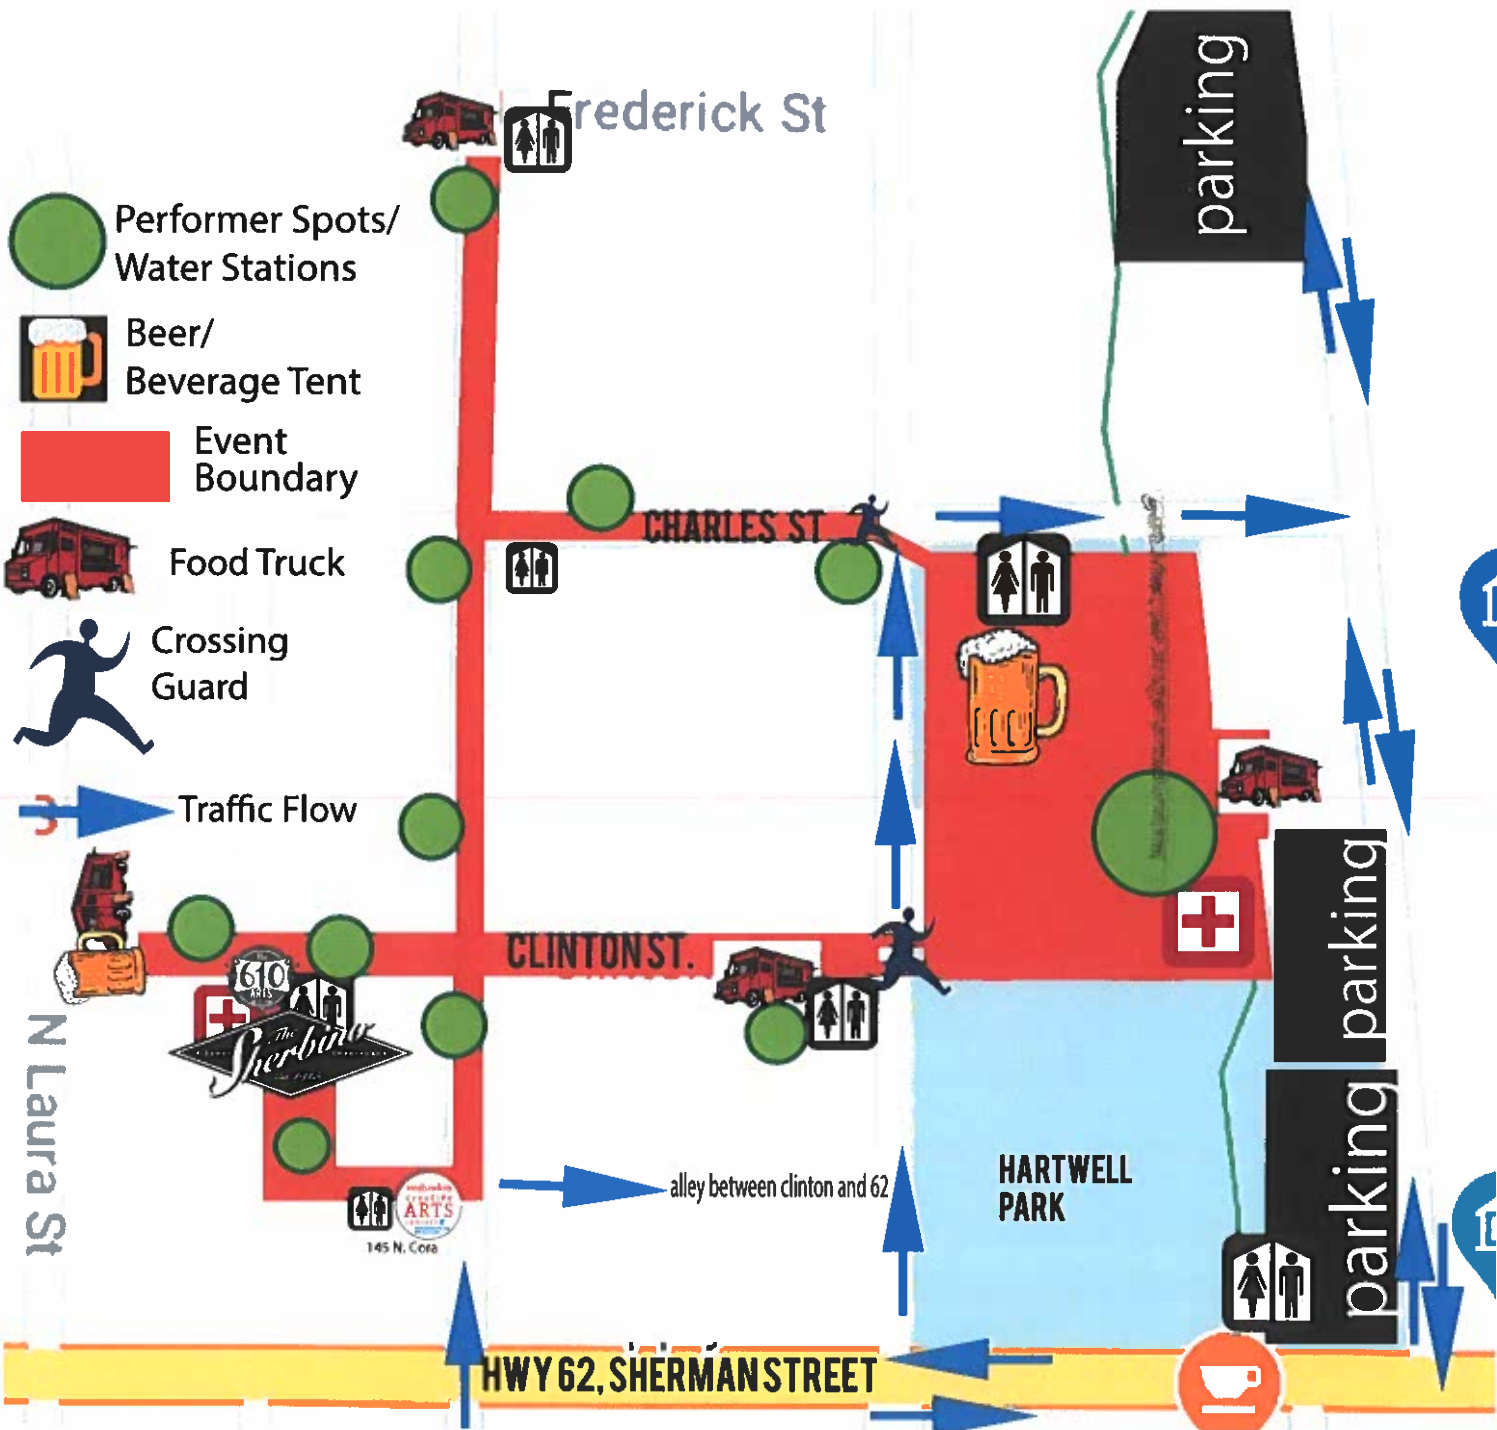 Frederick St
parking
Performer Spots/
Water Stations
Beer/
Beverage Tent
Event
Boundary
Food Truck
CHARLES ST
Crossing
Guard
Traffic Flow
CLINTON ST.
610
ARTS
The
Sherbino
N Laura St
parking
parking
HARTWELL
PARK
alley between clinton and 62
creative
ARTS
145 N. Cora
HWY 62, SHERMAN STREET